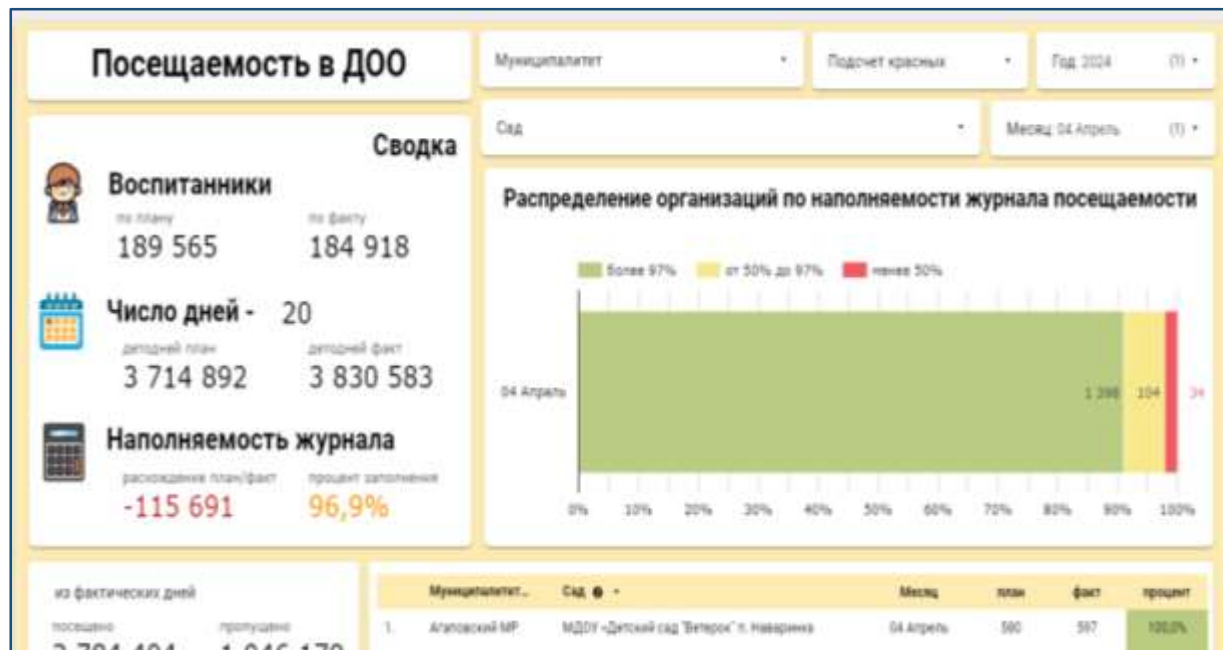 Посещаемость в ДОО
Муниципалитет
Подсчет красных
Год: 2024 (1)
Сад
Месяц: 04 Апрель (1)
Сводка
Воспитанники
по плану по факту
189 565 184 918
Число дней - 20
детодней план детодней факт
3 714 892 3 830 583
Наполняемость журнала
расхождение план/факт процент заполнения
-115 691 96,9%
Распределение организаций по наполняемости журнала посещаемости
более 97% от 50% до 97% менее 50%
04 Апрель
1 398 104 34
0% 10% 20% 30% 40% 50% 60% 70% 80% 90% 100%
из фактических дней
посещено пропущено
Муниципалитет... Сад Месяц план факт процент
1. Агаповский МР МДОУ «Детский сад "Ветерок" п. Наваринка 04 Апрель 580 597 100,0%